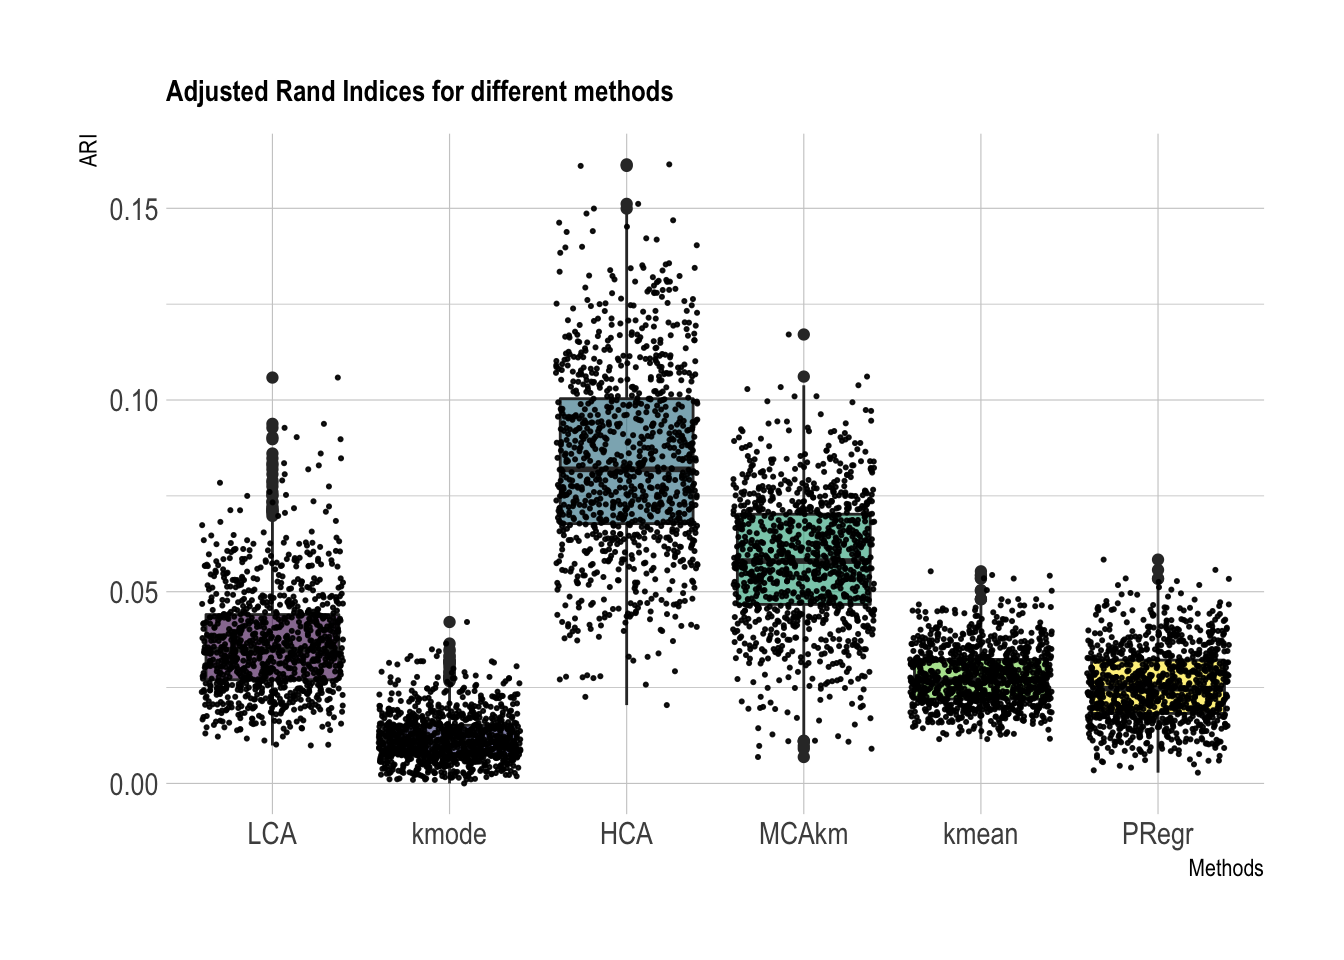 Adjusted Rand Indices for different methods
ARI
0.15
0.10
0.05
0.00
LCA kmode HCA MCAkm kmean PRegr
Methods